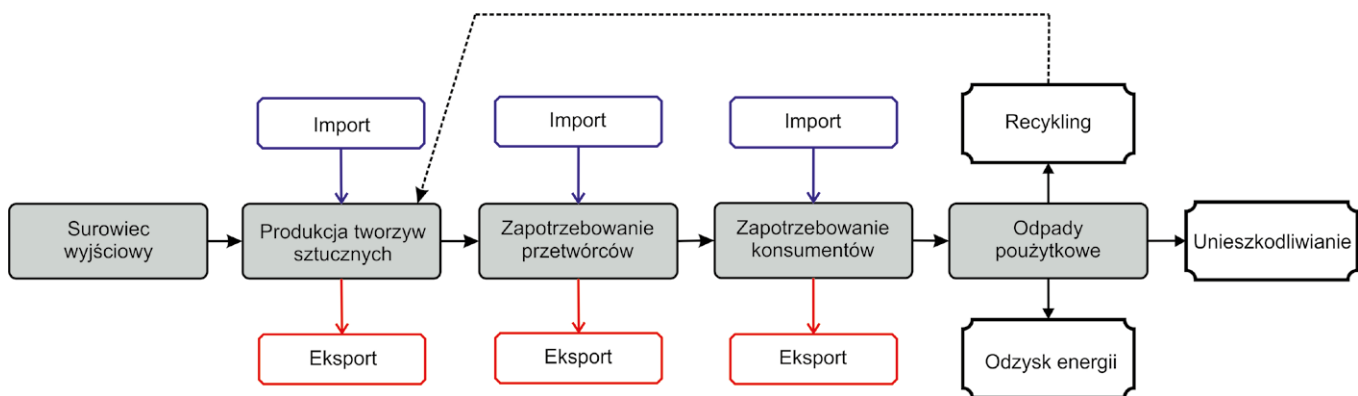 Import
Import
Import
Recykling
Surowiec
wyjściowy
Produkcja tworzyw
sztucznych
Zapotrzebowanie
przetwórców
Zapotrzebowanie
konsumentów
Odpady
poużytkowe
Unieszkodliwianie
Eksport
Eksport
Eksport
Odzysk energii